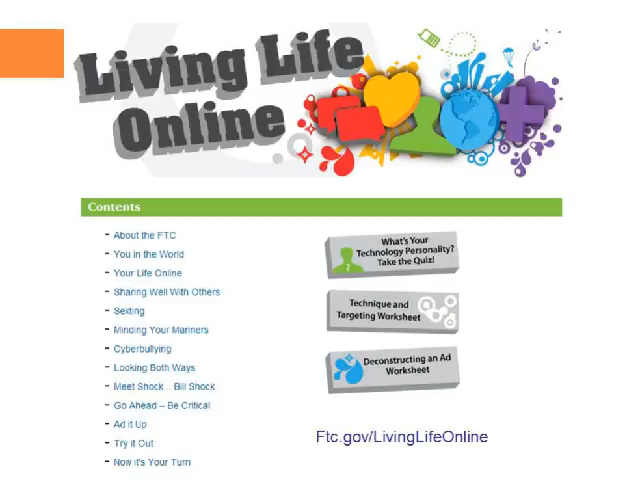 Living Life
Online
Contents
- About the FTC
- You in the World
- Your Life Online
- Sharing Well With Others
- Sexting
- Minding Your Manners
- Cyberbullying
- Looking Both Ways
- Meet Shock... Bill Shock
- Go Ahead – Be Critical
- Ad it Up
- Try it Out
- Now it's Your Turn
What's Your
Technology Personality?
Take the Quiz!
?
Technique and
Targeting Worksheet
Deconstructing an Ad
Worksheet
Ftc.gov/LivingLifeOnline